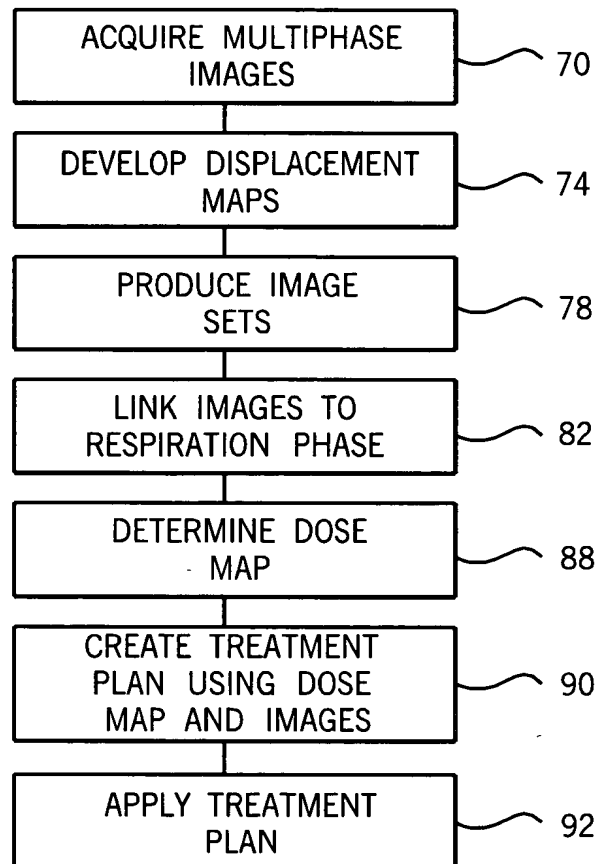 ACQUIRE MULTIPHASE
IMAGES
70
DEVELOP DISPLACEMENT
MAPS
74
PRODUCE IMAGE
SETS
78
LINK IMAGES TO
RESPIRATION PHASE
82
DETERMINE DOSE
MAP
88
CREATE TREATMENT
PLAN USING DOSE
MAP AND IMAGES
90
APPLY TREATMENT
PLAN
92